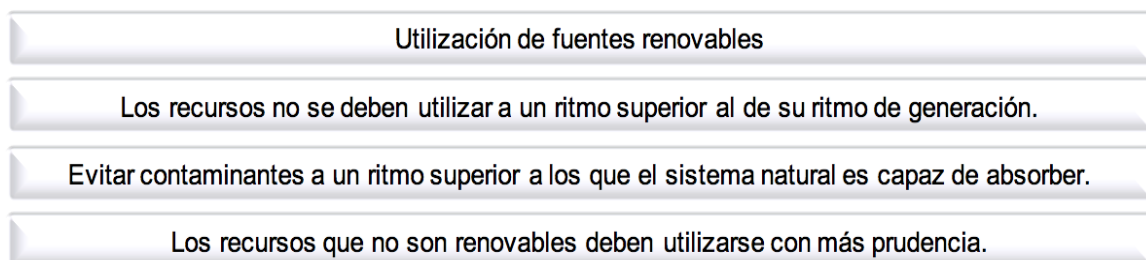 Utilización de fuentes renovables
Los recursos no se deben utilizar a un ritmo superior al de su ritmo de generación.
Evitar contaminantes a un ritmo superior a los que el sistema natural es capaz de absorber.
Los recursos que no son renovables deben utilizarse con más prudencia.